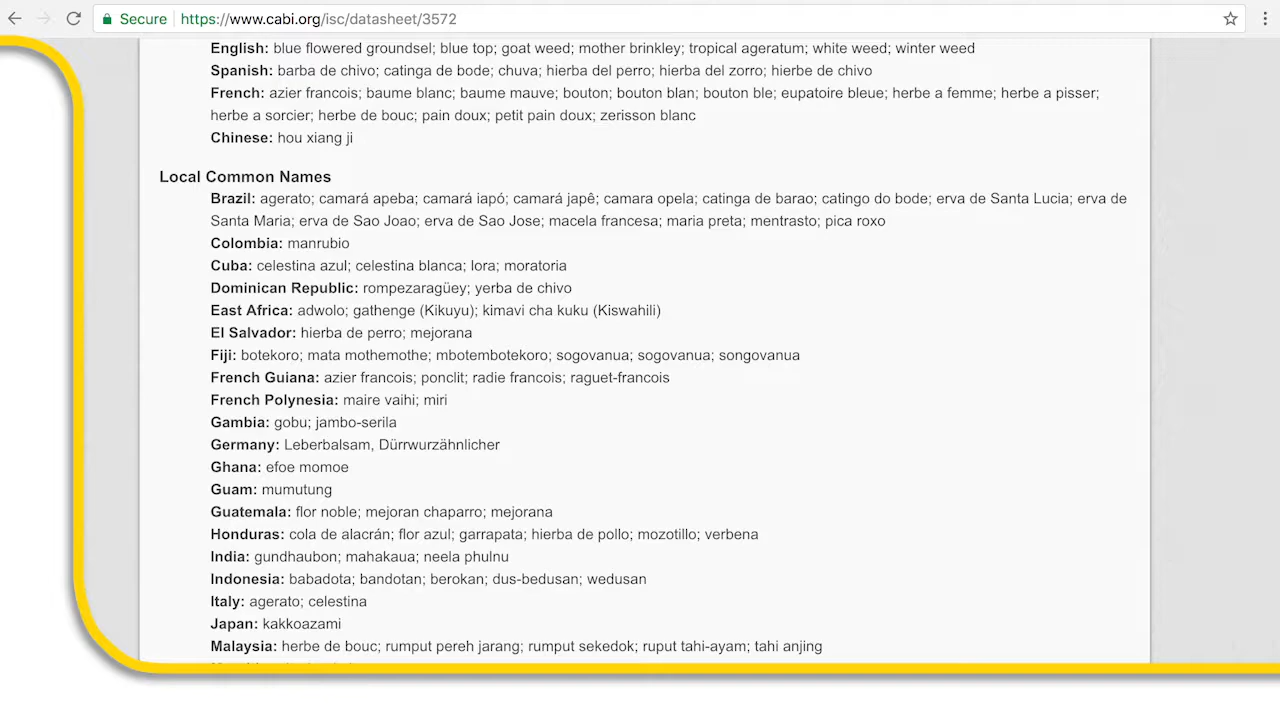 Secure https://www.cabi.org/isc/datasheet/3572
English: blue flowered groundsel; blue top; goat weed; mother brinkley; tropical ageratum; white weed; winter weed
Spanish: barba de chivo; catinga de bode; chuva; hierba del perro; hierba del zorro; hierbe de chivo
French: azier francois; baume blanc; baume mauve; bouton; bouton blan; bouton ble; eupatoire bleue; herbe a femme; herbe a pisser;
herbe a sorcier; herbe de bouc; pain doux; petit pain doux; zerisson blanc
Chinese: hou xiang ji
Local Common Names
Brazil: agerato; camará apeba; camará iapó; camará japê; camara opela; catinga de barao; catingo do bode; erva de Santa Lucia; erva de
Santa Maria; erva de Sao Joao; erva de Sao Jose; macela francesa; maria preta; mentrasto; pica roxo
Colombia: manrubio
Cuba: celestina azul; celestina blanca; lora; moratoria
Dominican Republic: rompezaragüey; yerba de chivo
East Africa: adwolo; gathenge (Kikuyu); kimavi cha kuku (Kiswahili)
El Salvador: hierba de perro; mejorana
Fiji: botekoro; mata mothemothe; mbotembotekoro; sogovanua; sogovanua; songovanua
French Guiana: azier francois; ponclit; radie francois; raguet-francois
French Polynesia: maire vaihi; miri
Gambia: gobu; jambo-serila
Germany: Leberbalsam, Dürrwurzähnlicher
Ghana: efoe momoe
Guam: mumutung
Guatemala: flor noble; mejoran chaparro; mejorana
Honduras: cola de alacrán; flor azul; garrapata; hierba de pollo; mozotillo; verbena
India: gundhaubon; mahakaua; neela phulnu
Indonesia: babadota; bandotan; berokan; dus-bedusan; wedusan
Italy: agerato; celestina
Japan: kakkoazami
Malaysia: herbe de bouc; rumput pereh jarang; rumput sekedok; ruput tahi-ayam; tahi anjing